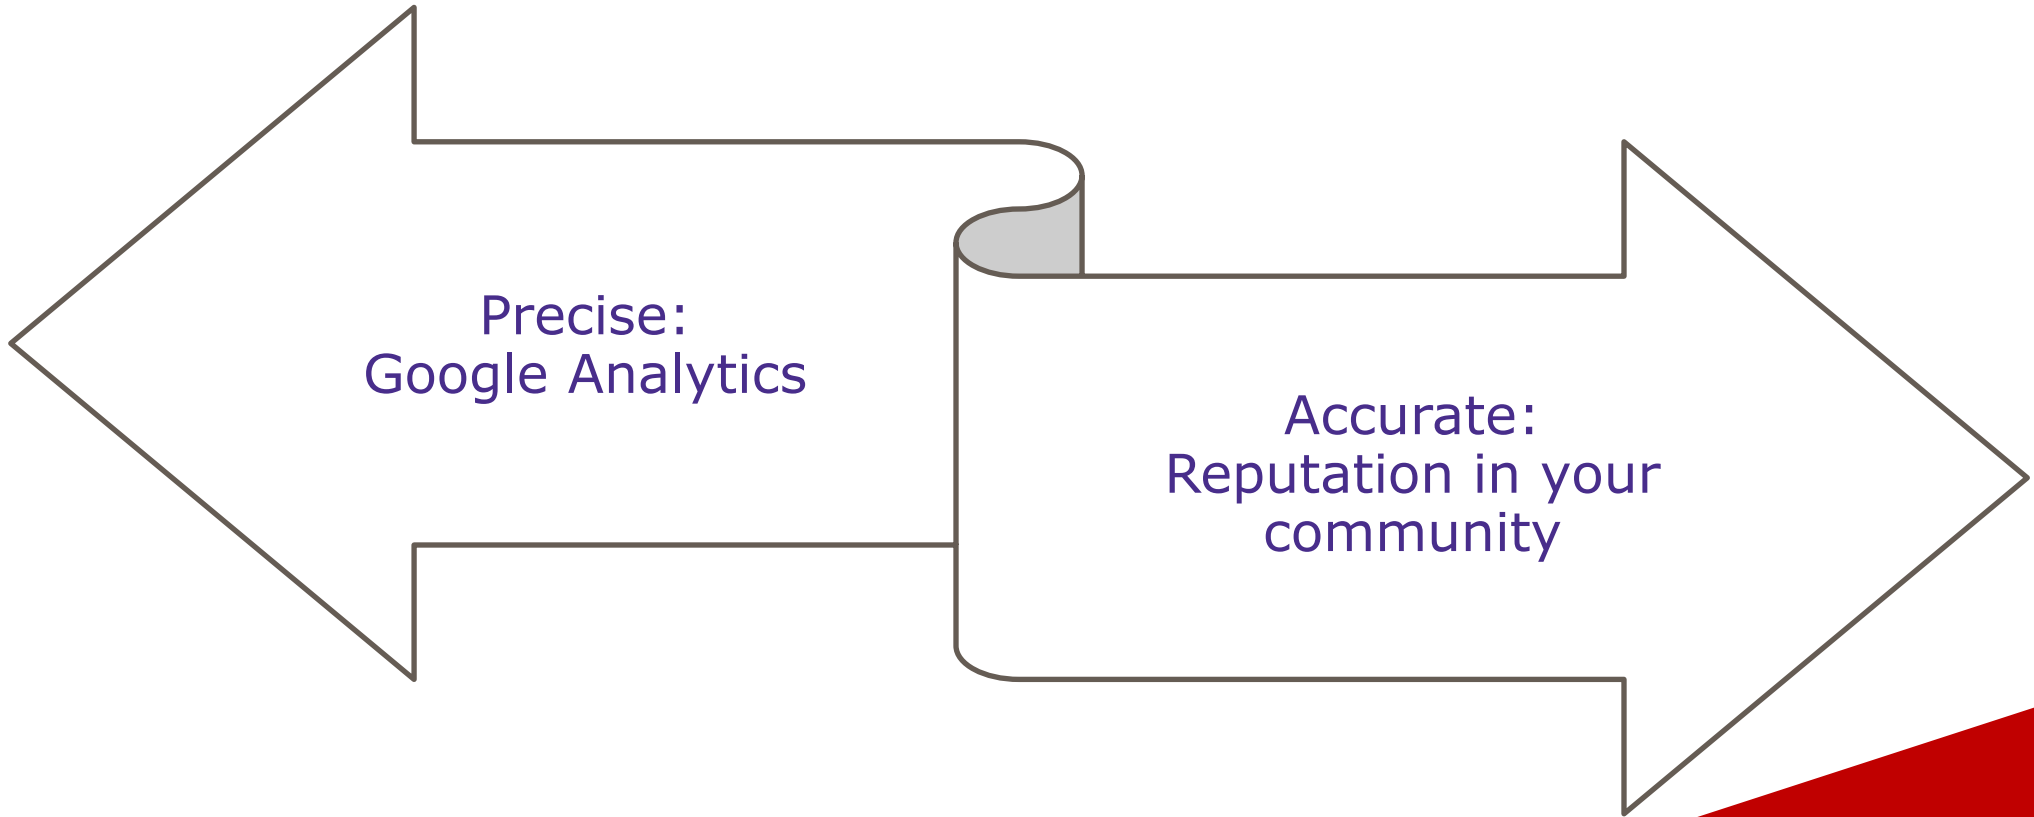 Precise:
Google Analytics
Accurate:
Reputation in your
community